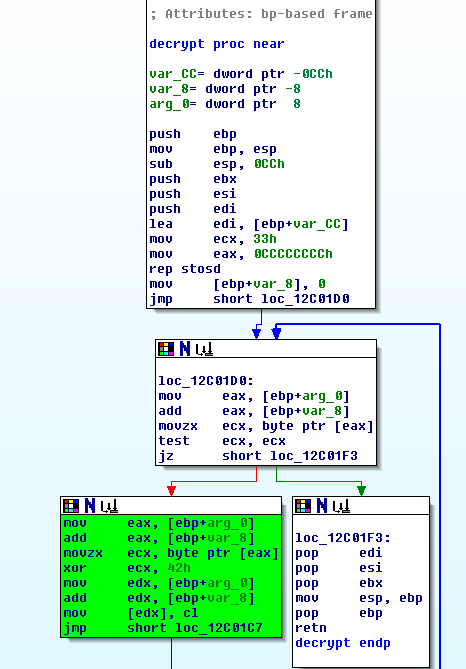 ; Attributes: bp-based frame
decrypt proc near
var_CC= dword ptr -0CCh
var_8= dword ptr -8
arg_0= dword ptr  8
push    ebp
mov     ebp, esp
sub     esp, 0CCh
push    ebx
push    esi
push    edi
lea     edi, [ebp+var_CC]
mov     ecx, 33h
mov     eax, 0CCCCCCCCh
rep stosd
mov     [ebp+var_8], 0
jmp     short loc_12C01D0
loc_12C01D0:
mov     eax, [ebp+arg_0]
add     eax, [ebp+var_8]
movzx   ecx, byte ptr [eax]
test    ecx, ecx
jz      short loc_12C01F3
mov     eax, [ebp+arg_0]
add     eax, [ebp+var_8]
movzx   ecx, byte ptr [eax]
xor     ecx, 42h
mov     edx, [ebp+arg_0]
add     edx, [ebp+var_8]
mov     [edx], cl
jmp     short loc_12C01C7
loc_12C01F3:
pop     edi
pop     esi
pop     ebx
mov     esp, ebp
pop     ebp
retn
decrypt endp